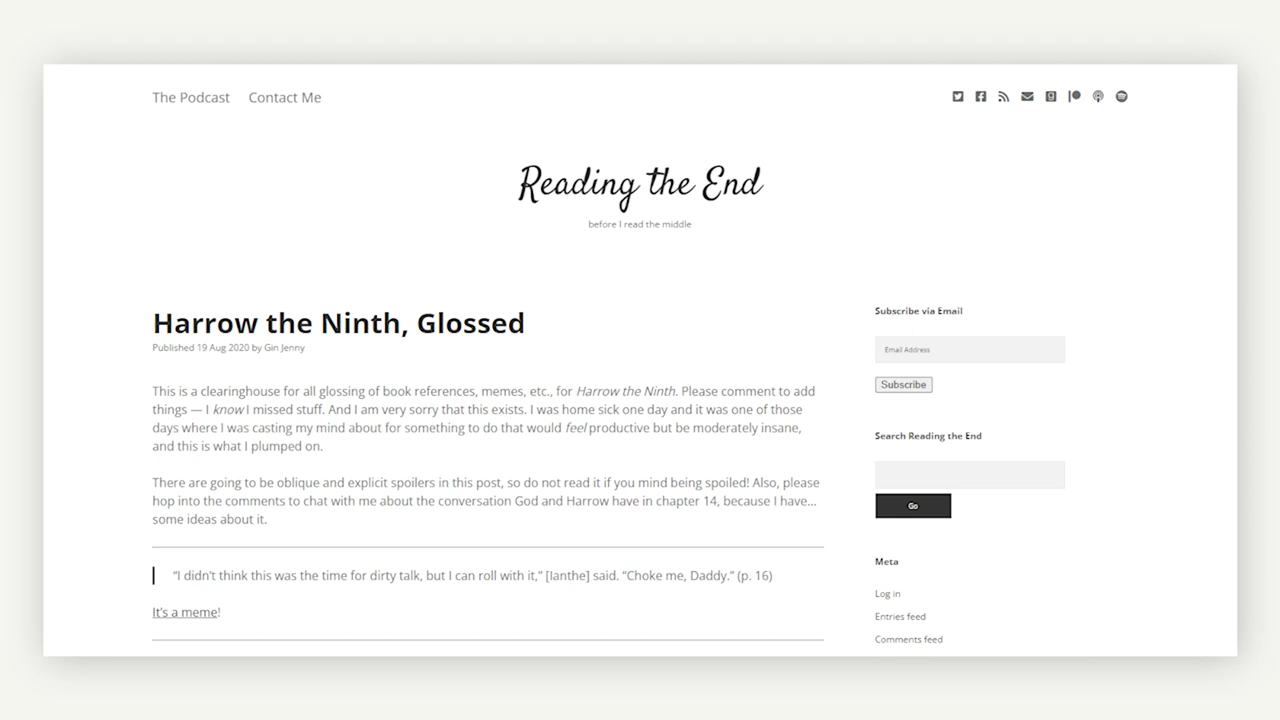 The Podcast Contact Me
Reading the End
before I read the middle
Harrow the Ninth, Glossed
Published 19 Aug 2020 by Gin Jenny
This is a clearinghouse for all glossing of book references, memes, etc., for Harrow the Ninth. Please comment to add
things — I know I missed stuff. And I am very sorry that this exists. I was home sick one day and it was one of those
days where I was casting my mind about for something to do that would feel productive but be moderately insane,
and this is what I plumped on.
There are going to be oblique and explicit spoilers in this post, so do not read it if you mind being spoiled! Also, please
hop into the comments to chat with me about the conversation God and Harrow have in chapter 14, because I have...
some ideas about it.
“I didn’t think this was the time for dirty talk, but I can roll with it,” [Ianthe] said. “Choke me, Daddy.” (p. 16)
It’s a meme!
Subscribe via Email
Email Address
Subscribe
Search Reading the End
Go
Meta
Log in
Entries feed
Comments feed